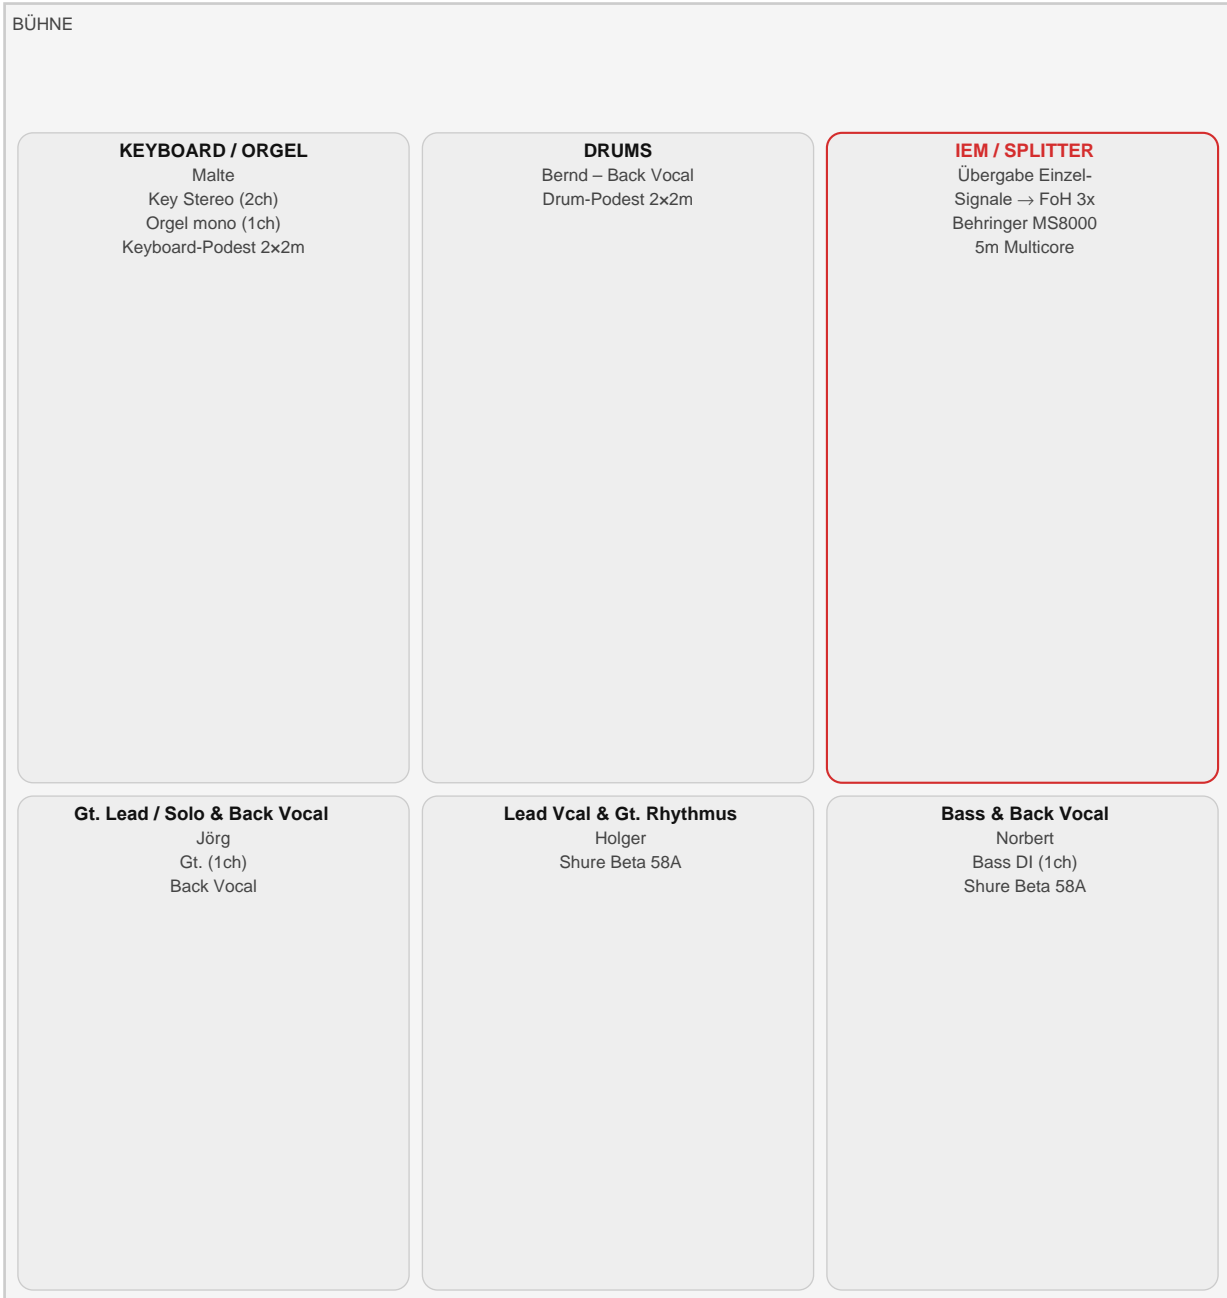 BÜHNE
KEYBOARD / ORGEL
Malte
Key Stereo (2ch)
Orgel mono (1ch)
Keyboard-Podest 2×2m
DRUMS
Bernd – Back Vocal
Drum-Podest 2×2m
IEM / SPLITTER
Übergabe Einzel-
Signale → FoH 3x
Behringer MS8000
5m Multicore
Gt. Lead / Solo & Back Vocal
Jörg
Gt. (1ch)
Back Vocal
Lead Vcal & Gt. Rhythmus
Holger
Shure Beta 58A
Bass & Back Vocal
Norbert
Bass DI (1ch)
Shure Beta 58A